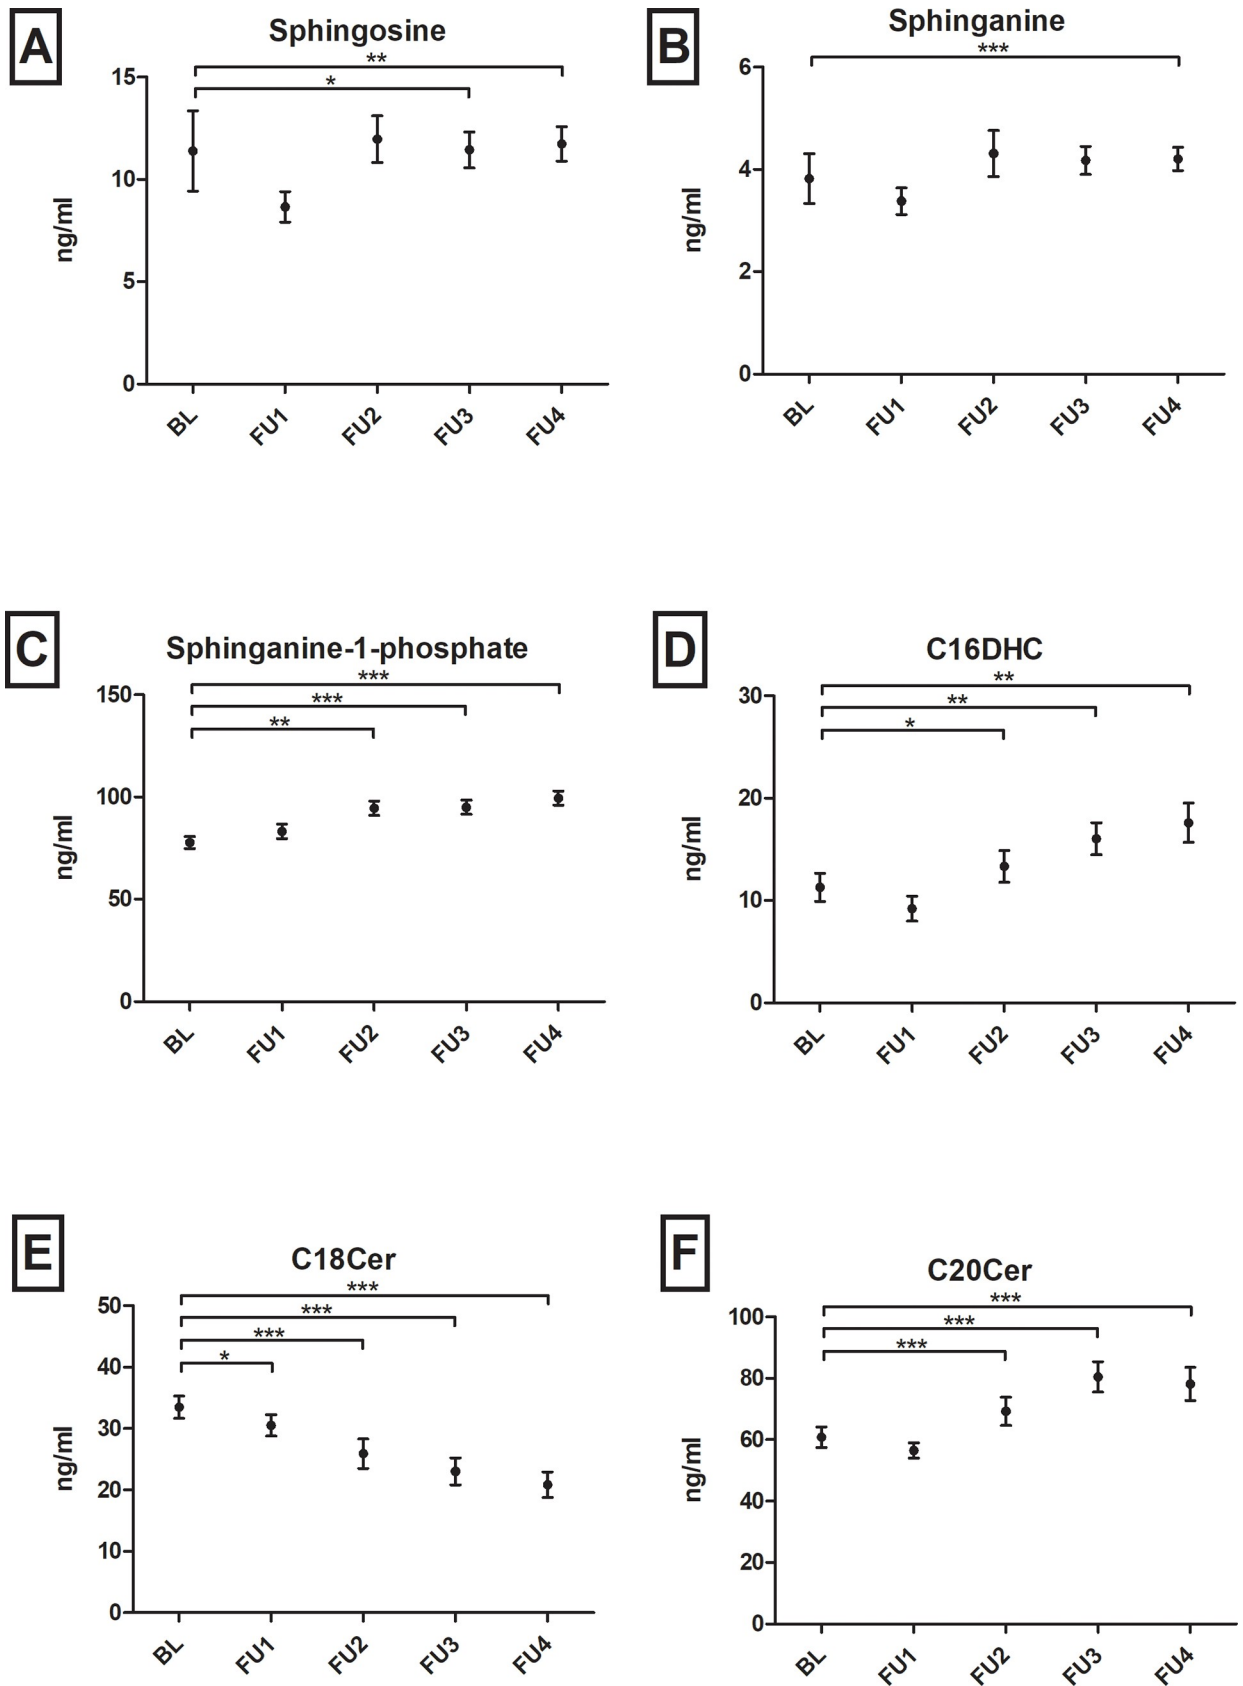 A
Sphingosine
**
*
15
10
5
0
ng/ml
BL
FU1
FU2
FU3
FU4
B
Sphinganine
***
6
4
2
0
ng/ml
BL
FU1
FU2
FU3
FU4
C
Sphinganine-1-phosphate
***
***
**
150
100
50
0
ng/ml
BL
FU1
FU2
FU3
FU4
D
C16DHC
**
**
*
30
20
10
0
ng/ml
BL
FU1
FU2
FU3
FU4
E
C18Cer
***
***
***
*
50
40
30
20
10
0
ng/ml
BL
FU1
FU2
FU3
FU4
F
C20Cer
***
***
***
100
80
60
40
20
0
ng/ml
BL
FU1
FU2
FU3
FU4